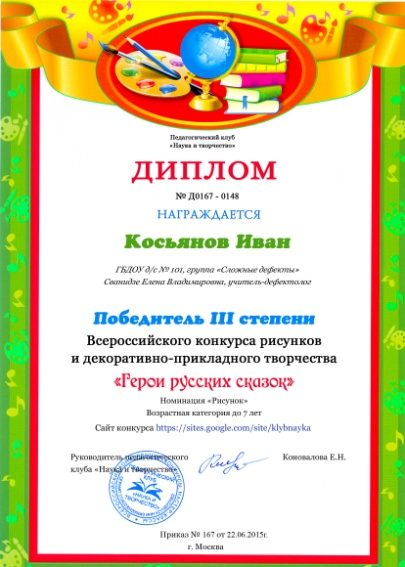 Педагогический клуб
«Наука и творчество»
ДИПЛОМ
№ Д0167 - 0148
НАГРАЖДАЕТСЯ
Косьянов Иван
ГБДОУ д/с № 101, группа «Сложные дефекты»
Сванидзе Елена Владимировна, учитель-дефектолог
Победитель III степени
Всероссийского конкурса рисунков
и декоративно-прикладного творчества
«Герои русских сказок»
Номинация «Рисунок»
Возрастная категория до 7 лет
Сайт конкурса https://sites.google.com/site/klybnayka
Руководитель педагогического
клуба «Наука и творчество»
Коновалова Е.Н.
КЛУБ
«НАУКА И
ТВОРЧЕСТВО»
Приказ № 167 от 22.06.2015г.
г. Москва